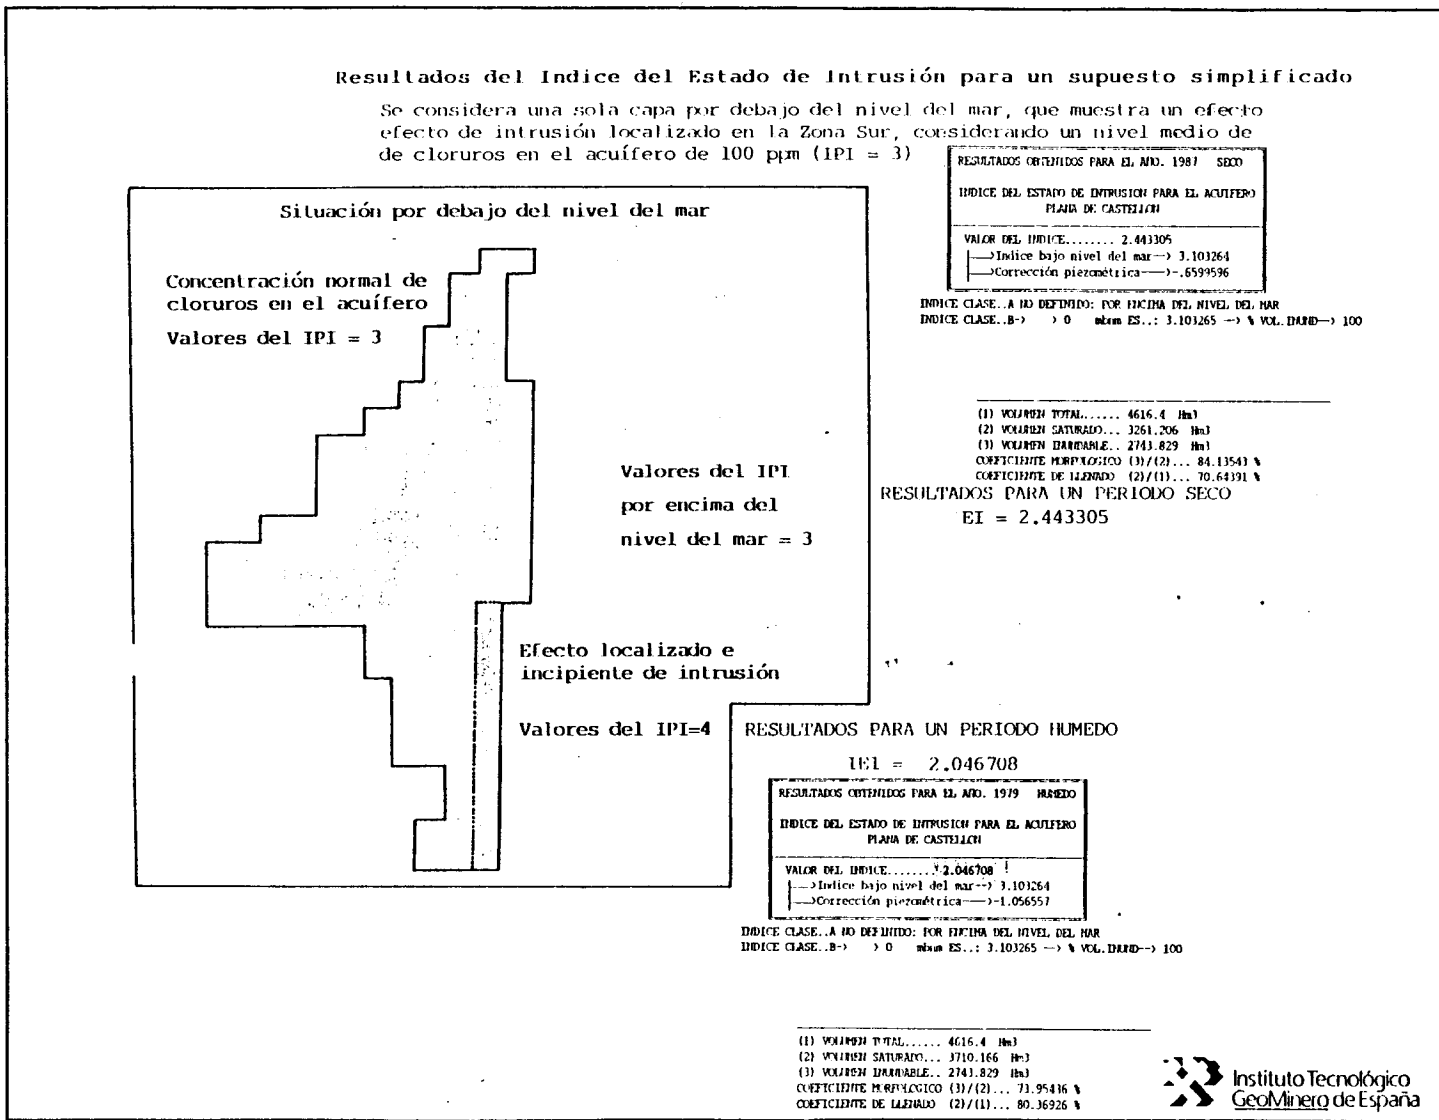 Resultados del Indice del Estado de Intrusión para un supuesto simplificado
Se considera una sola capa por debajo del nivel del mar, que muestra un efecto
efecto de intrusión localizado en la Zona Sur, considerando un nivel medio de
de cloruros en el acuífero de 100 ppm (IPI = 3)
RESULTADOS OBTENIDOS PARA EL AÑO. 1987 SECO
INDICE DEL ESTADO DE INTRUSION PARA EL ACUIFERO
PLANA DE CASTELLON
VALOR DEL INDICE........ 2.443305
Indice bajo nivel del mar--> 3.103264
Corrección piezométrica---->-.6599596
INDICE CLASE..A NO DEFINIDO: POR ENCIMA DEL NIVEL DEL MAR
INDICE CLASE..B-> > 0 ES..: 3.103265 --> % VOL.INUND--> 100
Situación por debajo del nivel del mar
Concentración normal de
cloruros en el acuífero
Valores del IPI = 3
Valores del IPI
por encima del
nivel del mar = 3
Efecto localizado e
incipiente de intrusión
Valores del IPI=4
(1) VOLUMEN TOTAL...... 4616.4 Hm3
(2) VOLUMEN SATURADO... 3261.206 Hm3
(3) VOLUMEN INUNDABLE.. 2743.829 Hm3
COEFICIENTE MORFOLOGICO (3)/(2)... 84.13543 %
COEFICIENTE DE LLENADO (2)/(1)... 70.64391 %
RESULTADOS PARA UN PERIODO SECO
EI = 2.443305
RESULTADOS PARA UN PERIODO HUMEDO
IEI = 2.046708
RESULTADOS OBTENIDOS PARA EL AÑO. 1979 HUMEDO
INDICE DEL ESTADO DE INTRUSION PARA EL ACUIFERO
PLANA DE CASTELLON
VALOR DEL INDICE........ 2.046708
Indice bajo nivel del mar--> 3.103264
Corrección piezométrica---->-1.056557
INDICE CLASE..A NO DEFINIDO: POR ENCIMA DEL NIVEL DEL MAR
INDICE CLASE..B-> > 0 ES..: 3.103265 --> % VOL.INUND--> 100
(1) VOLUMEN TOTAL...... 4616.4 Hm3
(2) VOLUMEN SATURADO... 3710.166 Hm3
(3) VOLUMEN INUNDABLE.. 2743.829 Hm3
COEFICIENTE MORFOLOGICO (3)/(2)... 73.95436 %
COEFICIENTE DE LLENADO (2)/(1)... 80.36926 %
Instituto Tecnológico
GeoMinero de España